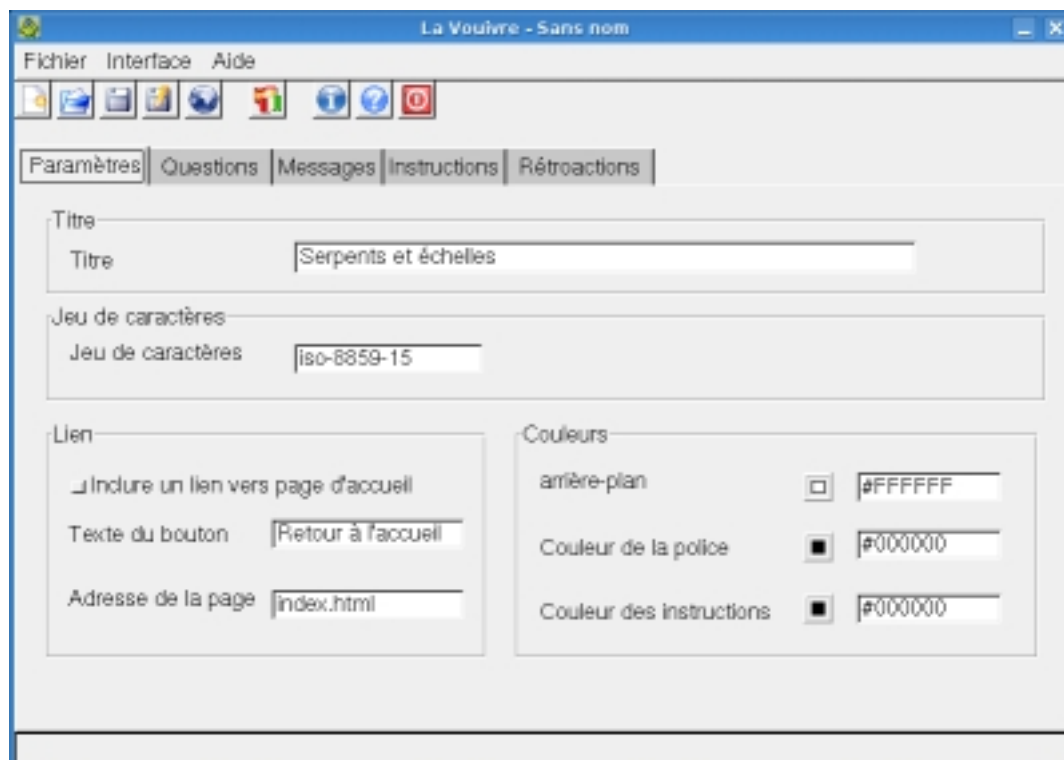 La Vouivre - Sans nom
Fichier Interface Aide
Paramètres Questions Messages Instructions Rétroactions
Titre
Titre Serpents et échelles
Jeu de caractères
Jeu de caractères iso-8859-15
Lien
Inclure un lien vers page d'accueil
Texte du bouton Retour à l'accueil
Adresse de la page index.html
Couleurs
arrière-plan #FFFFFF
Couleur de la police #000000
Couleur des instructions #000000